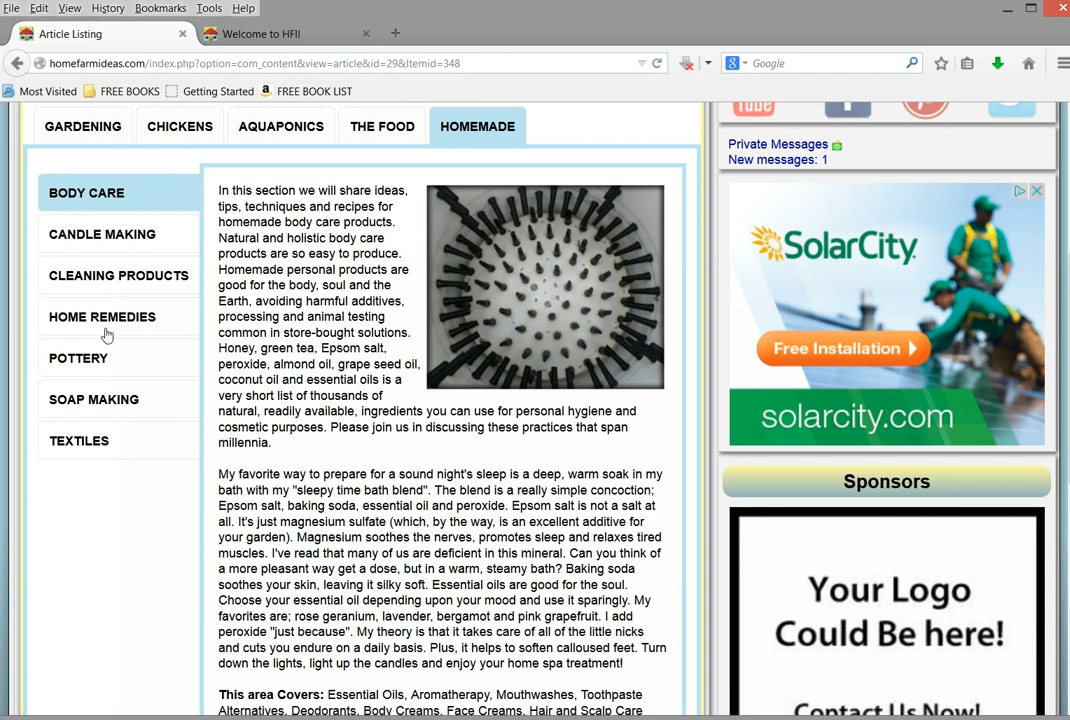 File Edit View History Bookmarks Tools Help
Article Listing
Welcome to HFI!
homefarmideas.com/index.php?option=com_content&view=article&id=29&Itemid=348
Google
Most Visited FREE BOOKS Getting Started FREE BOOK LIST
GARDENING CHICKENS AQUAPONICS THE FOOD HOMEMADE
BODY CARE
CANDLE MAKING
CLEANING PRODUCTS
HOME REMEDIES
POTTERY
SOAP MAKING
TEXTILES
In this section we will share ideas,
tips, techniques and recipes for
homemade body care products.
Natural and holistic body care
products are so easy to produce.
Homemade personal products are
good for the body, soul and the
Earth, avoiding harmful additives,
processing and animal testing
common in store-bought solutions.
Honey, green tea, Epsom salt,
peroxide, almond oil, grape seed oil,
coconut oil and essential oils is a
very short list of thousands of
natural, readily available, ingredients you can use for personal hygiene and
cosmetic purposes. Please join us in discussing these practices that span
millennia.
My favorite way to prepare for a sound night's sleep is a deep, warm soak in my
bath with my "sleepy time bath blend". The blend is a really simple concoction;
Epsom salt, baking soda, essential oil and peroxide. Epsom salt is not a salt at
all. It's just magnesium sulfate (which, by the way, is an excellent additive for
your garden). Magnesium soothes the nerves, promotes sleep and relaxes tired
muscles. I've read that many of us are deficient in this mineral. Can you think of
a more pleasant way get a dose, but in a warm, steamy bath? Baking soda
soothes your skin, leaving it silky soft. Essential oils are good for the soul.
Choose your essential oil depending upon your mood and use it sparingly. My
favorites are; rose geranium, lavender, bergamot and pink grapefruit. I add
peroxide "just because". My theory is that it takes care of all of the little nicks
and cuts you endure on a daily basis. Plus, it helps to soften calloused feet. Turn
down the lights, light up the candles and enjoy your home spa treatment!
This area Covers: Essential Oils, Aromatherapy, Mouthwashes, Toothpaste
Alternatives, Deodorants, Body Creams, Face Creams, Hair and Scalp Care
You Tube
Private Messages
New messages: 1
SolarCity.
Free Installation
solarcity.com
Sponsors
Your Logo
Could Be here!
Contact Us Now!